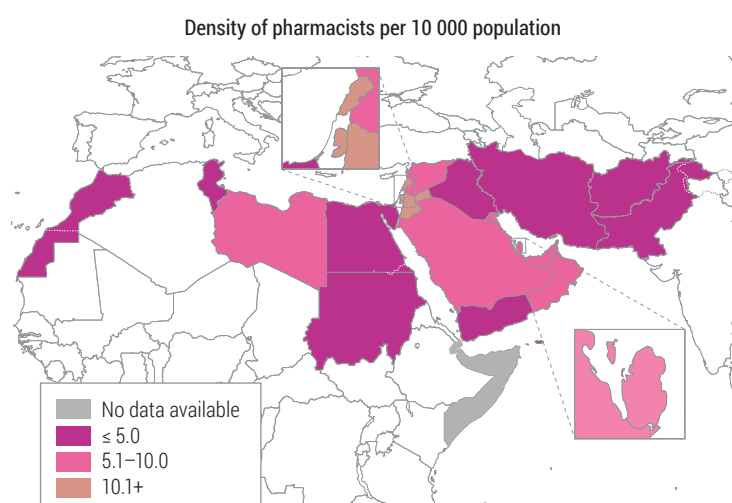 Density of pharmacists per 10 000 population
No data available
≤ 5.0
5.1–10.0
10.1+